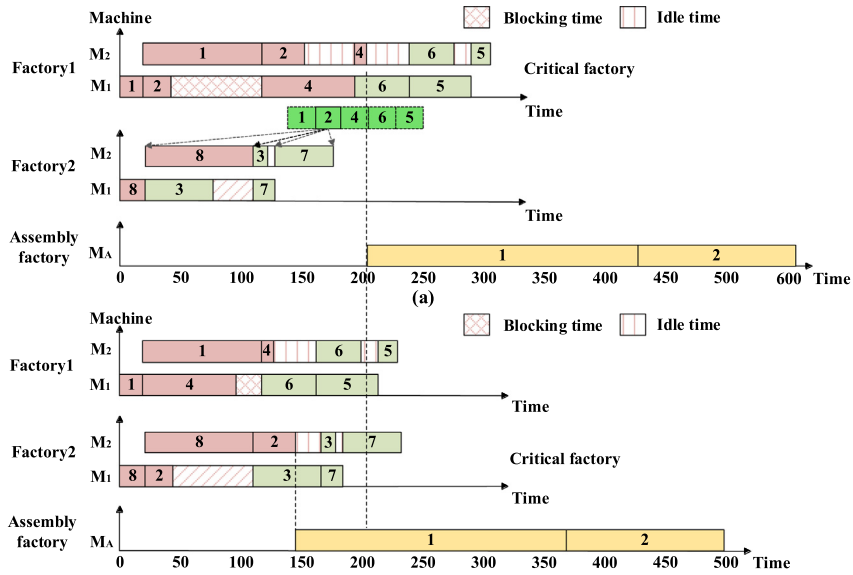 Machine
Blocking time
Idle time
M2 1 2 4 6 5
Factory1
Critical factory
M1 1 2 4 6 5
Time
1 2 4 6 5
Factory2
M2 8 3 7
M1 8 3 7
Time
Assembly factory
MA 1 2
0 50 100 150 200 250 300 350 400 450 500 600 Time
(a)
Machine
Blocking time
Idle time
M2 1 4 6 5
Factory1
M1 1 4 6 5
Time
Factory2
M2 8 2 3 7
Critical factory
M1 8 2 3 7
Time
Assembly factory
MA 1 2
0 50 100 150 200 250 300 350 400 450 500 Time